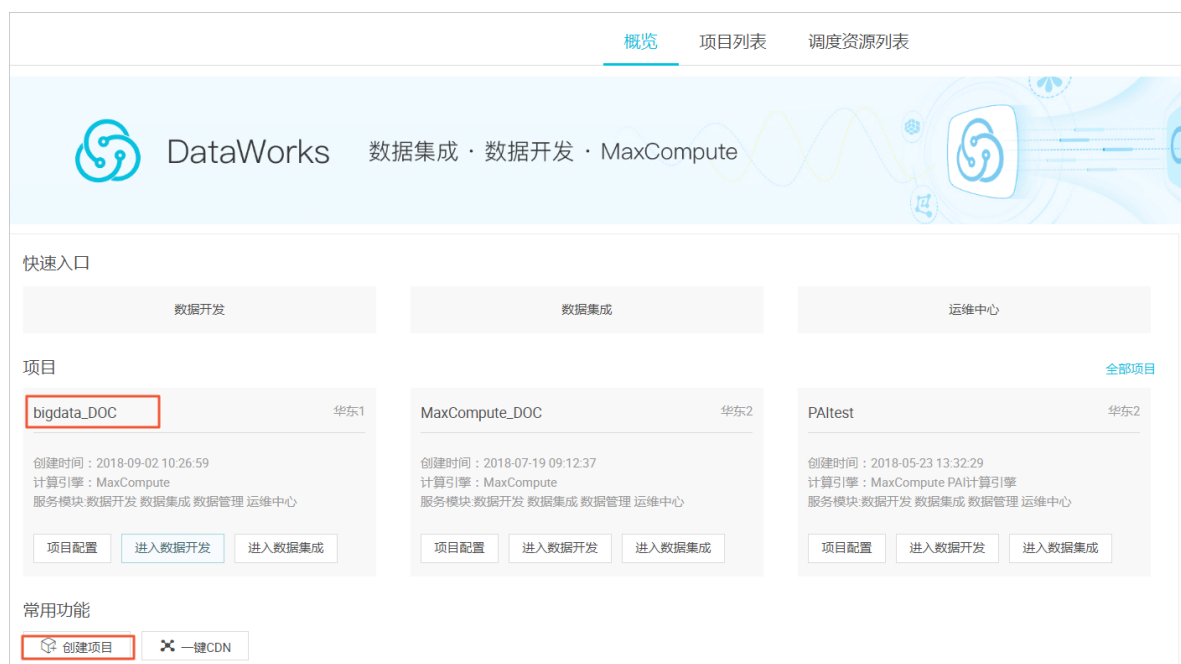 概览 项目列表 调度资源列表
DataWorks 数据集成 · 数据开发 · MaxCompute
快速入口
数据开发 数据集成 运维中心
项目 全部项目
bigdata_DOC 华东1 MaxCompute_DOC 华东2 PAItest 华东2
创建时间：2018-09-02 10:26:59 创建时间：2018-07-19 09:12:37 创建时间：2018-05-23 13:32:29
计算引擎：MaxCompute 计算引擎：MaxCompute 计算引擎：MaxCompute PAI计算引擎
服务模块:数据开发 数据集成 数据管理 运维中心 服务模块:数据开发 数据集成 数据管理 运维中心 服务模块:数据开发 数据集成 数据管理 运维中心
项目配置 进入数据开发 进入数据集成 项目配置 进入数据开发 进入数据集成 项目配置 进入数据开发 进入数据集成
常用功能
创建项目 一键CDN